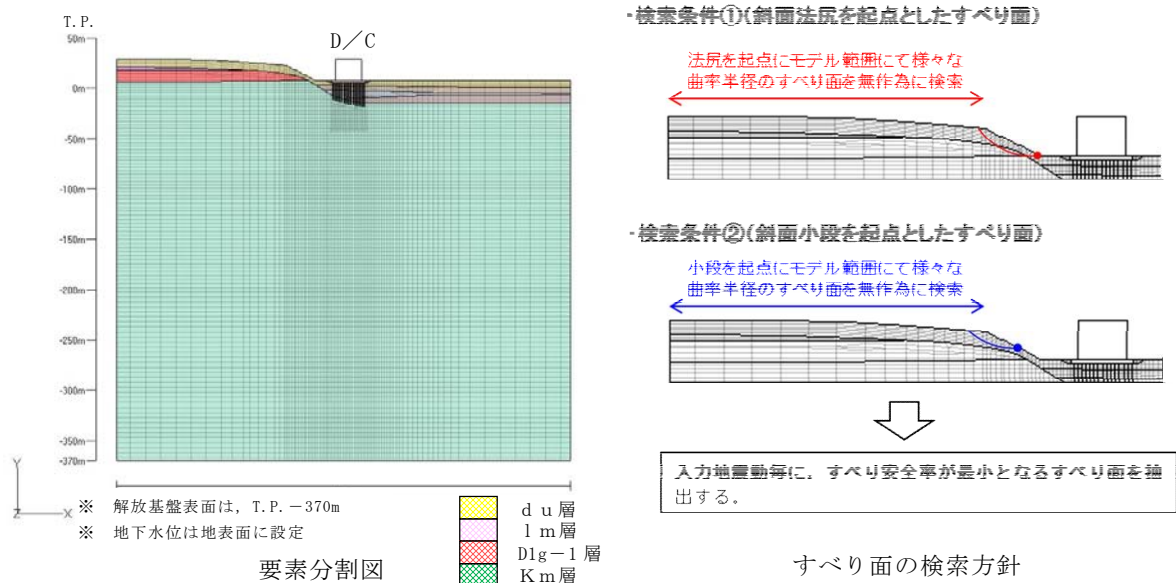 T.P.
50m
0m
-50m
-100m
-150m
-200m
-250m
-300m
-350m
-370m
D／C
Y
Z
X
※ 解放基盤表面は，T.P.－370m
※ 地下水位は地表面に設定
ｄｕ層
ｌｍ層
D1g－1 層
Ｋｍ層
要素分割図
・検索条件①(斜面法尻を起点としたすべり面)
法尻を起点にモデル範囲にて様々な
曲率半径のすべり面を無作為に検索
・検索条件②(斜面小段を起点としたすべり面)
小段を起点にモデル範囲にて様々な
曲率半径のすべり面を無作為に検索
入力地震動毎に，すべり安全率が最小となるすべり面を抽
出する。
すべり面の検索方針